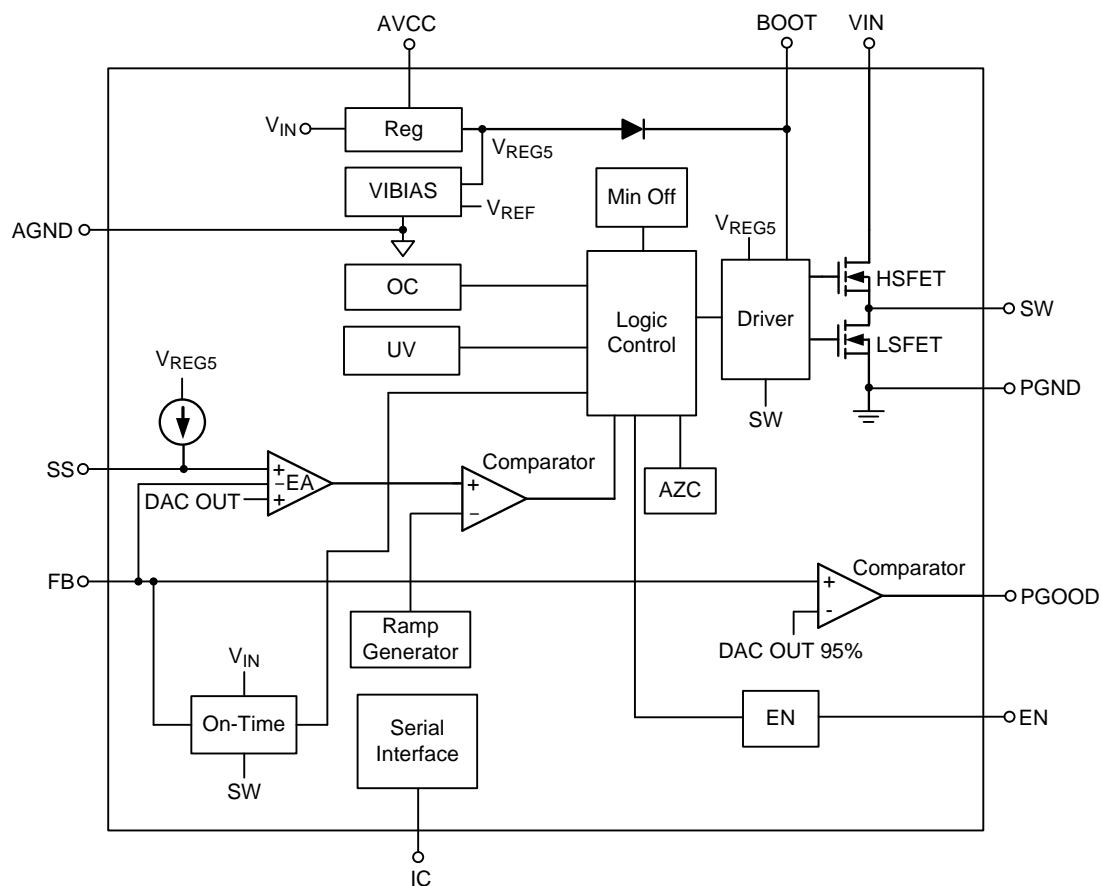 AVCC
BOOT
VIN
VIN
Reg
VREG5
VIBIAS
VREF
Min Off
AGND
VREG5
OC
HSFET
Logic
Control
Driver
SW
UV
LSFET
VREG5
PGND
SW
SS
+
−
EA
+
DAC OUT
Comparator
+
−
AZC
FB
Comparator
+
-
PGOOD
Ramp
Generator
DAC OUT 95%
VIN
On-Time
Serial
Interface
EN
EN
SW
IC